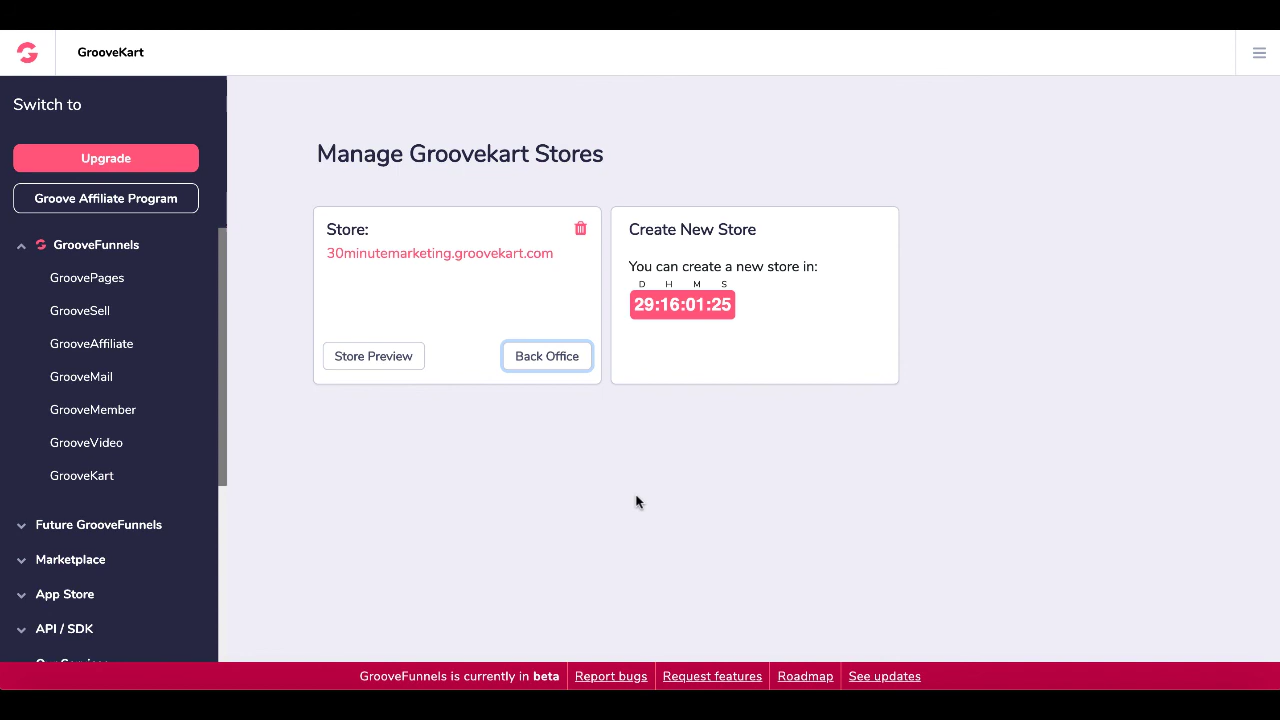 GrooveKart
Switch to
Upgrade
Groove Affiliate Program
GrooveFunnels
GroovePages
GrooveSell
GrooveAffiliate
GrooveMail
GrooveMember
GrooveVideo
GrooveKart
Future GrooveFunnels
Marketplace
App Store
API / SDK
Manage Groovekart Stores
Store:
30minutemarketing.groovekart.com
Store Preview
Back Office
Create New Store
You can create a new store in:
D H M S
29:16:01:25
GrooveFunnels is currently in beta
Report bugs
Request features
Roadmap
See updates